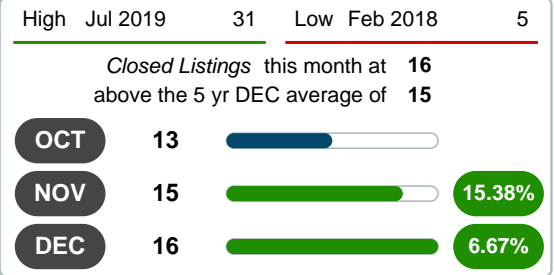 High Jul 2019 31 Low Feb 2018 5
Closed Listings this month at 16
above the 5 yr DEC average of 15
OCT 13
NOV 15 15.38%
DEC 16 6.67%